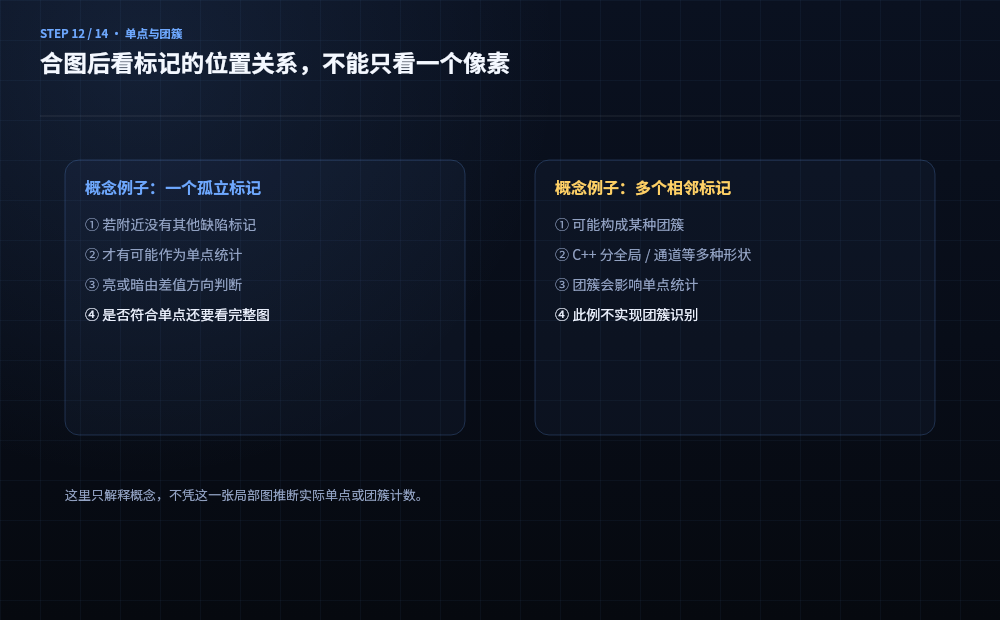 STEP 12 / 14 · 单点与团簇
合图后看标记的位置关系，不能只看一个像素
概念例子：一个孤立标记
① 若附近没有其他缺陷标记
② 才有可能作为单点统计
③ 亮或暗由差值方向判断
④ 是否符合单点还要看完整图
概念例子：多个相邻标记
① 可能构成某种团簇
② C++ 分全局 / 通道等多种形状
③ 团簇会影响单点统计
④ 此例不实现团簇识别
这里只解释概念，不凭这一张局部图推断实际单点或团簇计数。